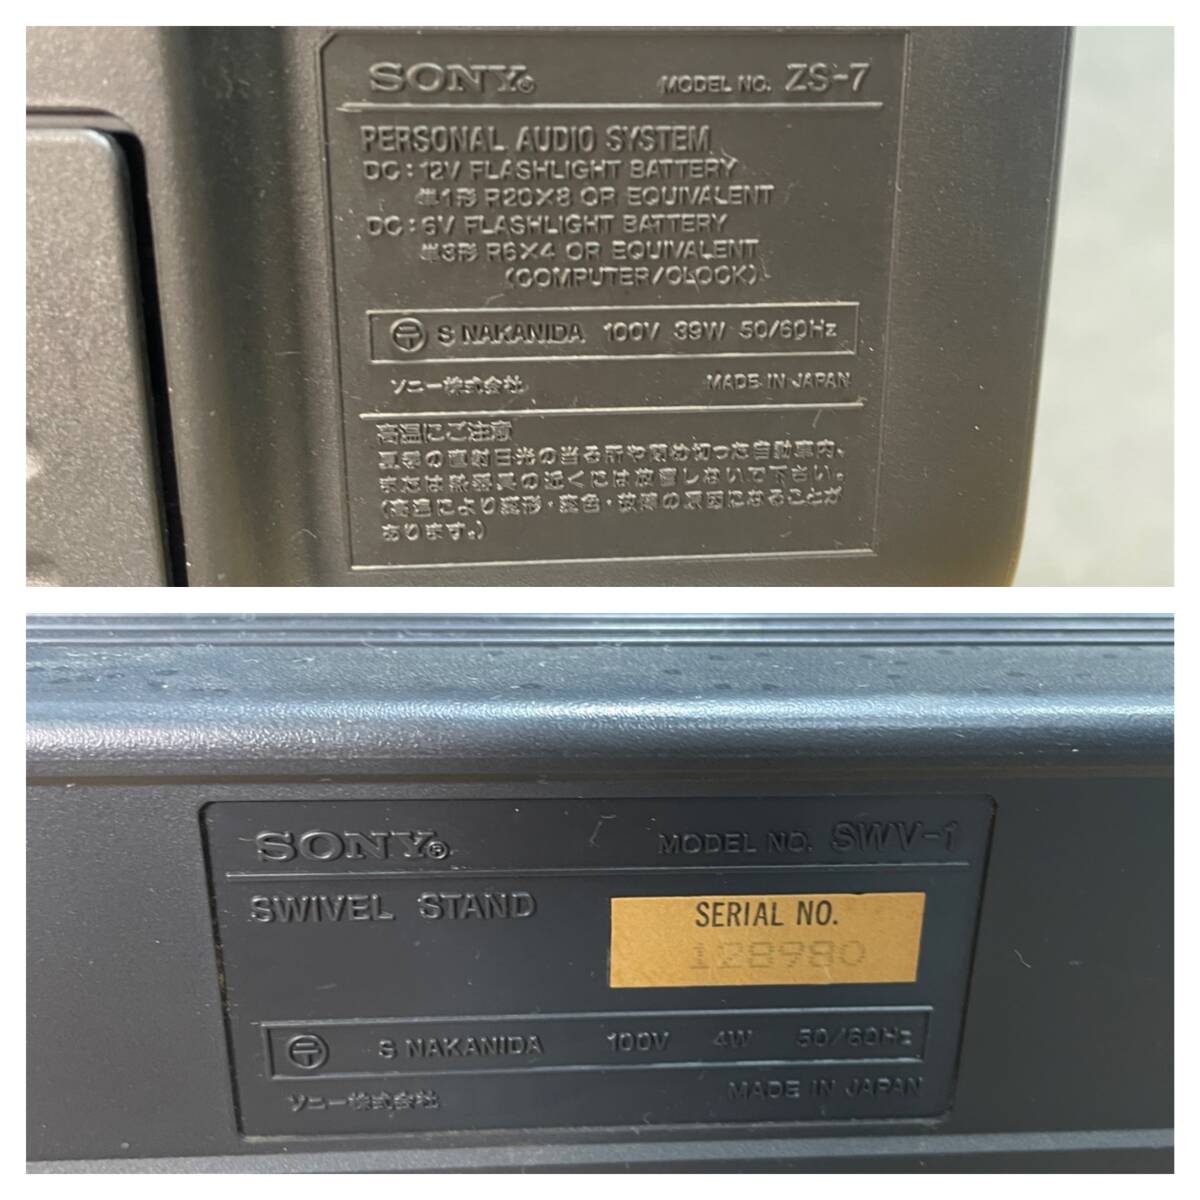 SONY® MODEL NO. ZS-7
PERSONAL AUDIO SYSTEM
DC : 12V FLASHLIGHT BATTERY
単1形 R20×8 OR EQUIVALENT
DC : 6V FLASHLIGHT BATTERY
単3形 R6×4 OR EQUIVALENT
(COMPUTER/CLOCK)
〒 S NAKANIDA 100V 39W 50/60Hz
ソニー株式会社 MADE IN JAPAN
高温にご注意
夏季の直射日光の当る所や閉め切った自動車内、
または熱器具の近くには放置しないで下さい。
(高温により変形・変色・故障の原因になることが
あります。)
SONY® MODEL NO. SWV-1
SWIVEL STAND
SERIAL NO.
128980
〒 S NAKANIDA 100V 4W 50/60Hz
ソニー株式会社 MADE IN JAPAN